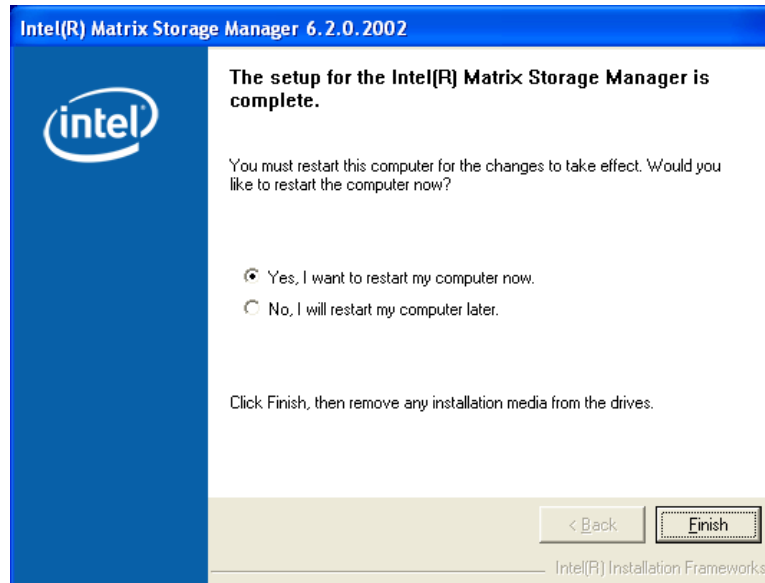 Intel(R) Matrix Storage Manager 6.2.0.2002
intel
The setup for the Intel(R) Matrix Storage Manager is
complete.
You must restart this computer for the changes to take effect. Would you
like to restart the computer now?
Yes, I want to restart my computer now.
No, I will restart my computer later.
Click Finish, then remove any installation media from the drives.
< Back
Finish
Intel(R) Installation Frameworks